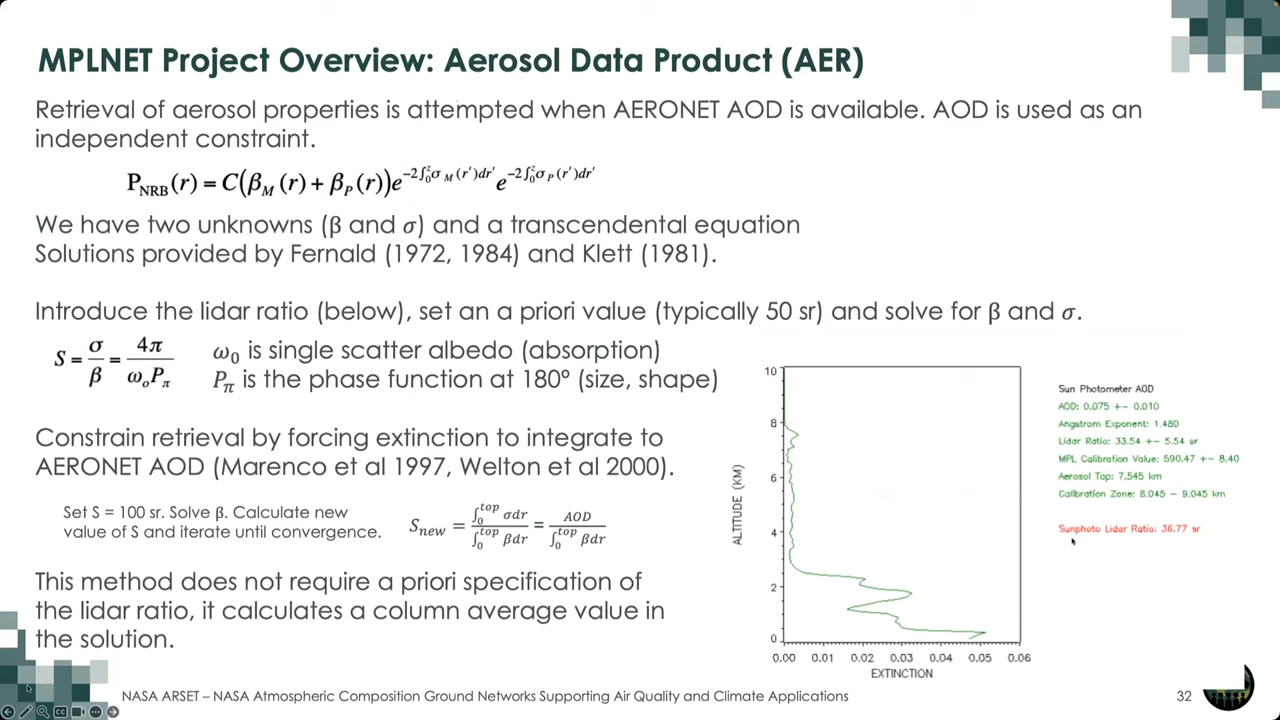 MPLNET Project Overview: Aerosol Data Product (AER)
Retrieval of aerosol properties is attempted when AERONET AOD is available. AOD is used as an
independent constraint.
P_NRB(r) = C(β_M(r) + β_P(r))e^{-2∫_0^z σ_M(r')dr'} e^{-2∫_0^z σ_P(r')dr'}
We have two unknowns (β and σ) and a transcendental equation
Solutions provided by Fernald (1972, 1984) and Klett (1981).
Introduce the lidar ratio (below), set an a priori value (typically 50 sr) and solve for β and σ.
S = σ/β = 4π/(ω_o P_π)
ω₀ is single scatter albedo (absorption)
P_π is the phase function at 180º (size, shape)
Constrain retrieval by forcing extinction to integrate to
AERONET AOD (Marenco et al 1997, Welton et al 2000).
Set S = 100 sr. Solve β. Calculate new
value of S and iterate until convergence.
S_new = ∫_0^top σdr / ∫_0^top βdr = AOD / ∫_0^top βdr
This method does not require a priori specification of
the lidar ratio, it calculates a column average value in
the solution.
ALTITUDE (KM)
10
8
6
4
2
0
0.00 0.01 0.02 0.03 0.04 0.05 0.06
EXTINCTION
Sun Photometer AOD
AOD: 0.075 +- 0.010
Angstrom Exponent: 1.480
Lidar Ratio: 33.54 +- 5.54 sr
MPL Calibration Value: 590.47 +- 8.40
Aerosol Top: 7.545 km
Calibration Zone: 8.045 - 9.045 km
Sunphoto Lidar Ratio: 36.77 sr
NASA ARSET – NASA Atmospheric Composition Ground Networks Supporting Air Quality and Climate Applications
32
CC